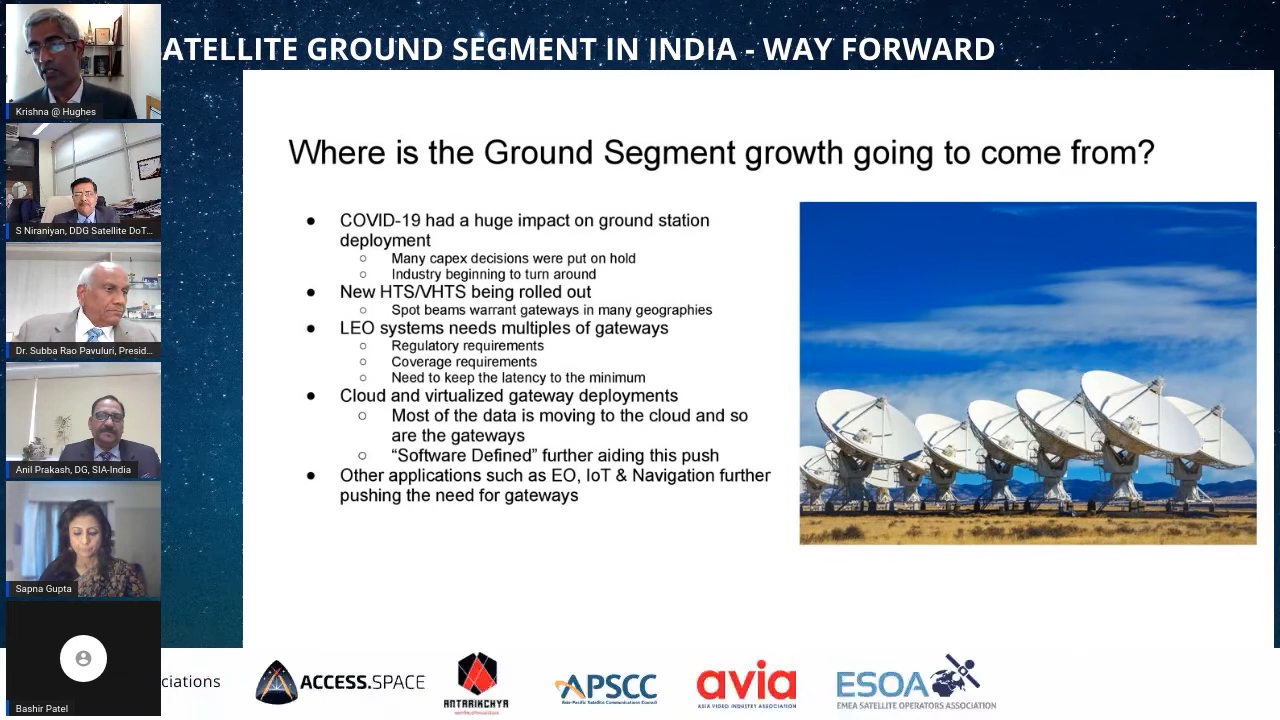 ATELLITE GROUND SEGMENT IN INDIA - WAY FORWARD
Krishna @ Hughes
S Niraniyan, DDG Satellite DoT...
Dr. Subba Rao Pavuluri, Presid...
Anil Prakash, DG, SIA-India
Sapna Gupta
Bashir Patel
Where is the Ground Segment growth going to come from?
● COVID-19 had a huge impact on ground station
deployment
○ Many capex decisions were put on hold
○ Industry beginning to turn around
● New HTS/VHTS being rolled out
○ Spot beams warrant gateways in many geographies
● LEO systems needs multiples of gateways
○ Regulatory requirements
○ Coverage requirements
○ Need to keep the latency to the minimum
● Cloud and virtualized gateway deployments
○ Most of the data is moving to the cloud and so
are the gateways
○ “Software Defined” further aiding this push
● Other applications such as EO, IoT & Navigation further
pushing the need for gateways
ciations
ACCESS.SPACE
ANTARIKCHYA
APSCC
Asia-Pacific Satellite Communications Council
avia
ASIA VIDEO INDUSTRY ASSOCIATION
ESOA
EMEA SATELLITE OPERATORS ASSOCIATION